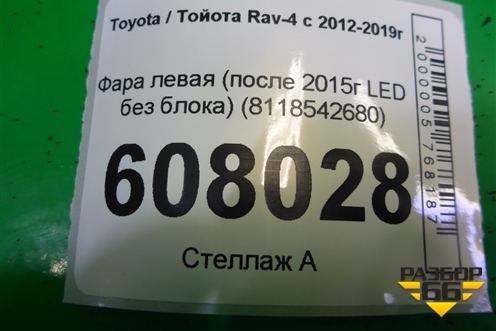 Toyota / Тойота Rav-4 с 2012-2019г
Фара левая (после 2015г LED
без блока) (8118542680)
608028
Стеллаж А
2000005768187
РАЗБОР
66